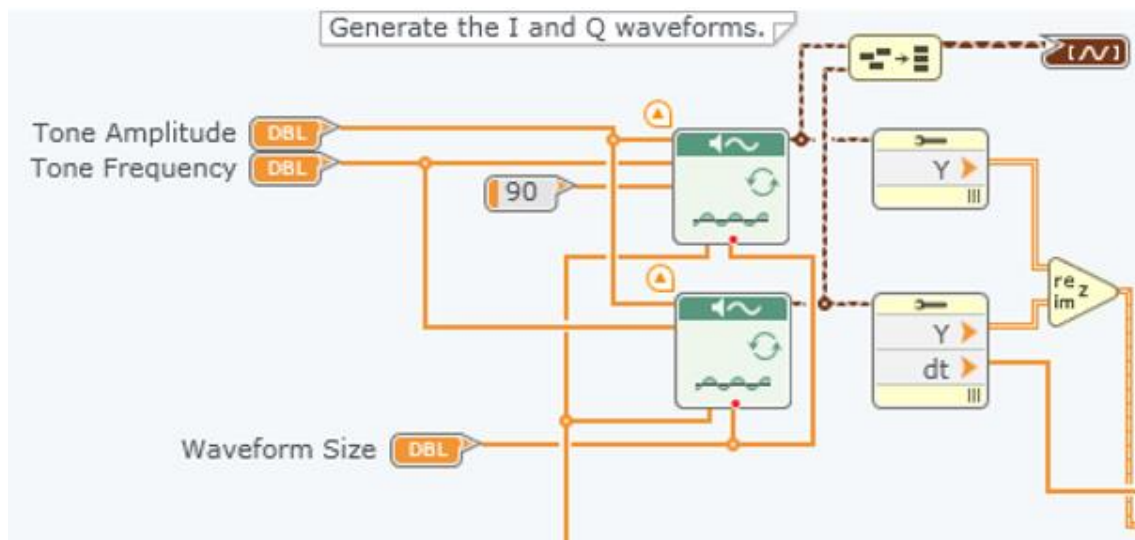 Generate the I and Q waveforms.
Tone Amplitude DBL
Tone Frequency DBL
90
Y
re
im z
Y
dt
Waveform Size DBL